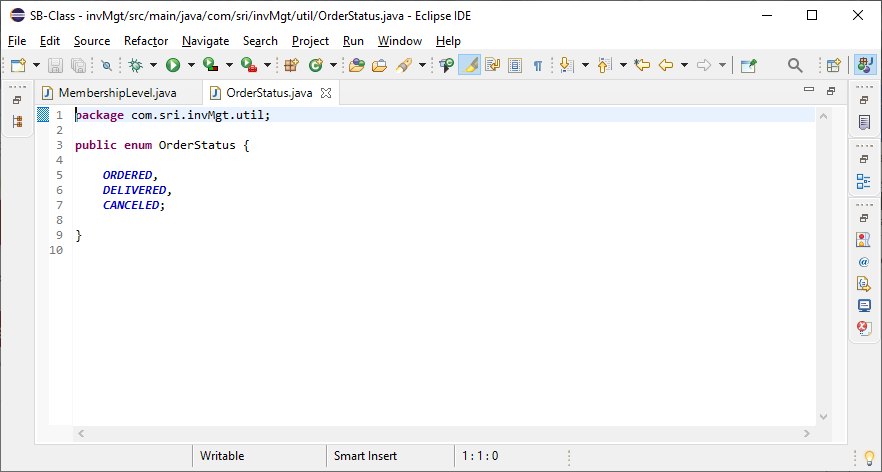 SB-Class - invMgt/src/main/java/com/sri/invMgt/util/OrderStatus.java - Eclipse IDE
File Edit Source Refactor Navigate Search Project Run Window Help
MembershipLevel.java OrderStatus.java
1 package com.sri.invMgt.util;
2
3 public enum OrderStatus {
4
5 ORDERED,
6 DELIVERED,
7 CANCELED;
8
9 }
10
Writable Smart Insert 1 : 1 : 0